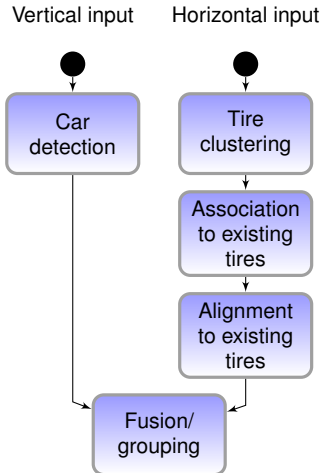 Vertical input
Horizontal input
Car
detection
Tire
clustering
Association
to existing
tires
Alignment
to existing
tires
Fusion/
grouping